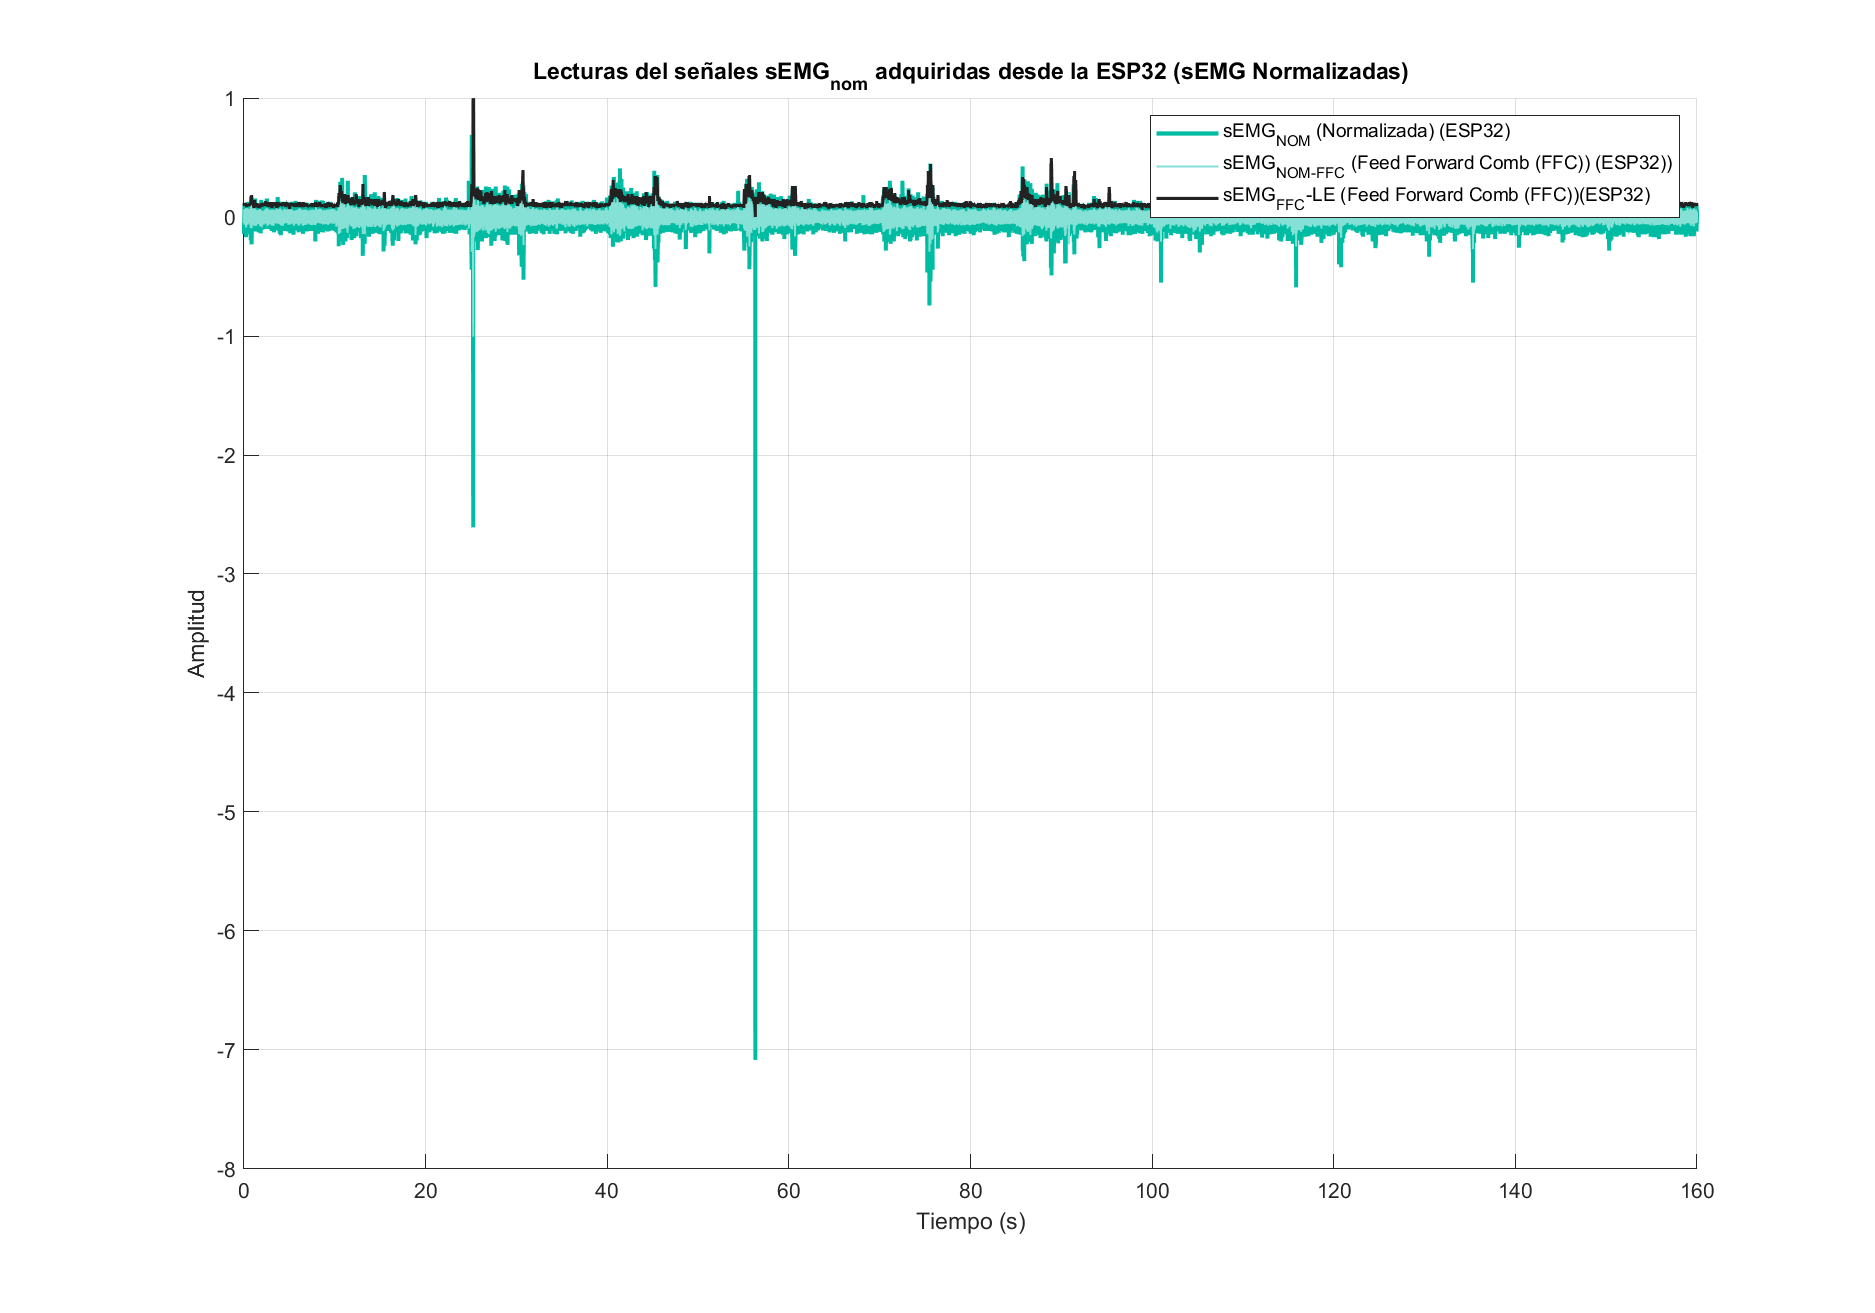 Lecturas del señales sEMGnom adquiridas desde la ESP32 (sEMG Normalizadas)
sEMGNOM (Normalizada) (ESP32)
sEMGNOM-FFC (Feed Forward Comb (FFC)) (ESP32))
sEMGFFC-LE (Feed Forward Comb (FFC))(ESP32)
1
0
-1
-2
-3
-4
-5
-6
-7
-8
Amplitud
0 20 40 60 80 100 120 140 160
Tiempo (s)